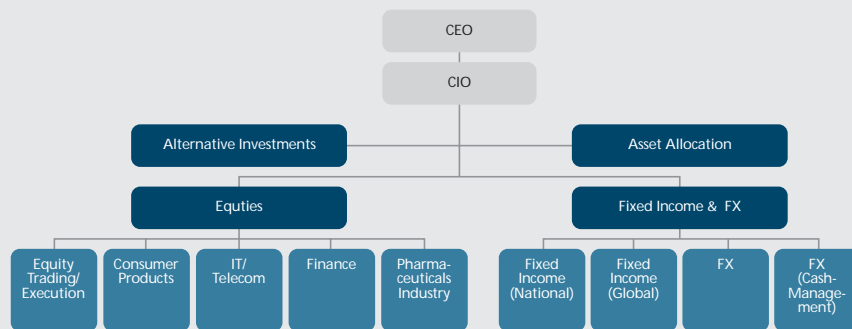 CEO
CIO
Alternative Investments
Asset Allocation
Equties
Fixed Income & FX
Equity
Trading/
Execution
Consumer
Products
IT/
Telecom
Finance
Pharma-
ceuticals
Industry
Fixed
Income
(National)
Fixed
Income
(Global)
FX
FX
(Cash-
Manage-
ment)